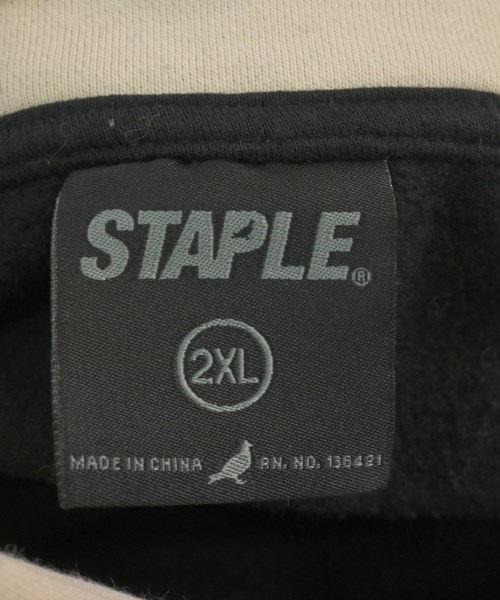 STAPLE®
2XL
MADE IN CHINA RN. NO. 136421